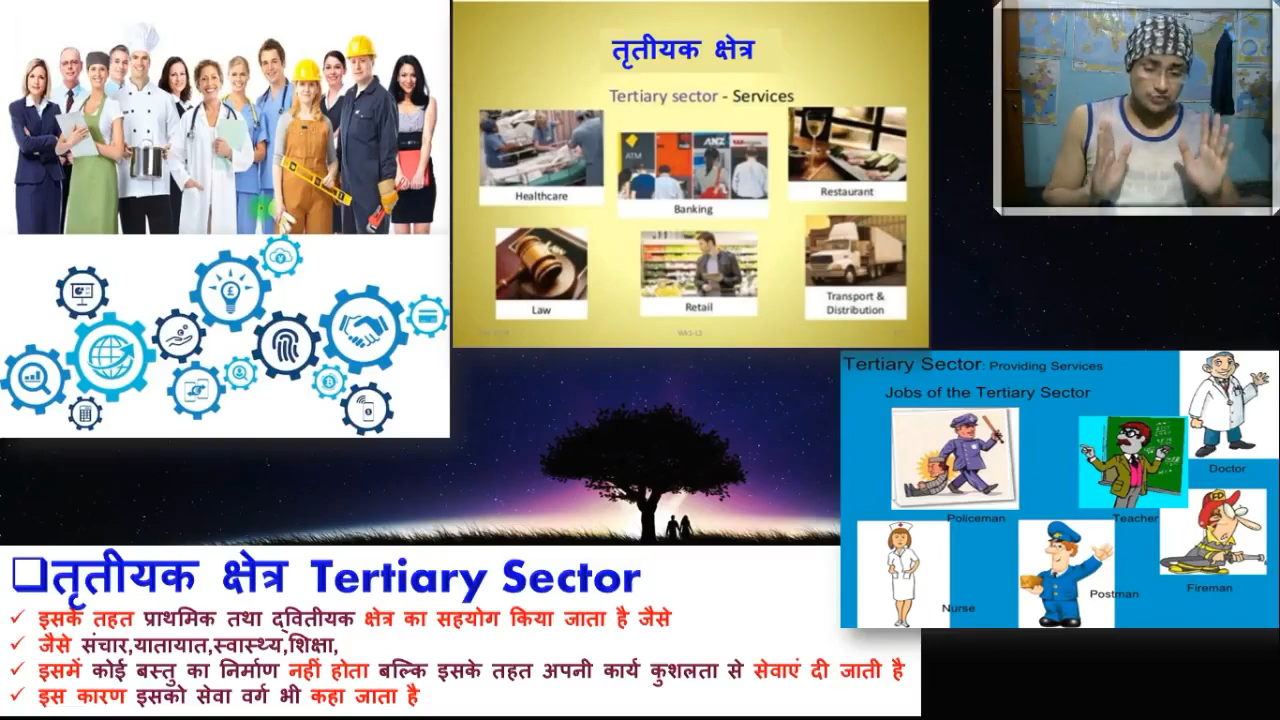 तृतीयक क्षेत्र
Tertiary sector - Services
Healthcare
ATM
ANZ
Banking
Restaurant
Law
Retail
Transport &
Distribution
Tertiary Sector: Providing Services
Jobs of the Tertiary Sector
Doctor
Policeman
Teacher
Nurse
Postman
Fireman
❑तृतीयक क्षेत्र Tertiary Sector
✓ इसके तहत प्राथमिक तथा द्वितीयक क्षेत्र का सहयोग किया जाता है जैसे
✓ जैसे संचार,यातायात,स्वास्थ्य,शिक्षा,
✓ इसमें कोई बस्तु का निर्माण नहीं होता बल्कि इसके तहत अपनी कार्य कुशलता से सेवाएं दी जाती है
✓ इस कारण इसको सेवा वर्ग भी कहा जाता है